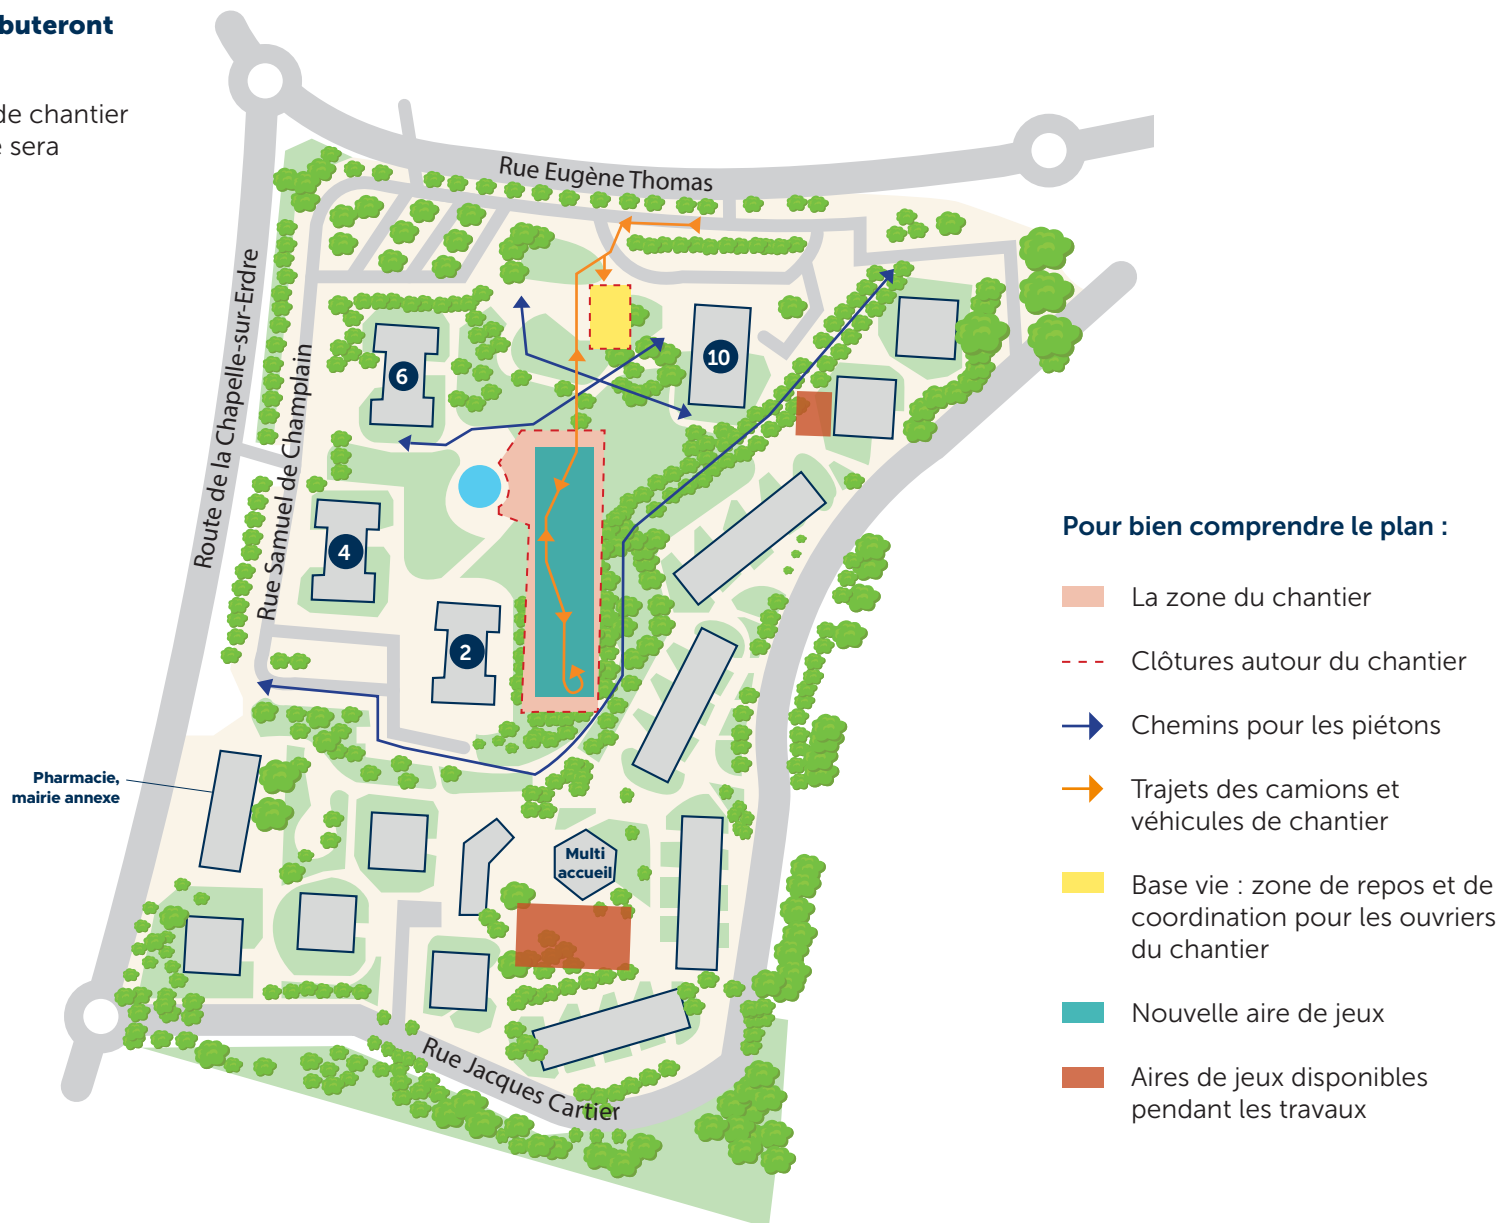 buteront
de chantier
e sera
Rue Eugène Thomas
Route de la Chapelle-sur-Erdre
Rue Samuel de Champlain
6
10
4
2
Pharmacie,
mairie annexe
Multi
accueil
Rue Jacques Cartier
Pour bien comprendre le plan :
La zone du chantier
Clôtures autour du chantier
Chemins pour les piétons
Trajets des camions et
véhicules de chantier
Base vie : zone de repos et de
coordination pour les ouvriers
du chantier
Nouvelle aire de jeux
Aires de jeux disponibles
pendant les travaux